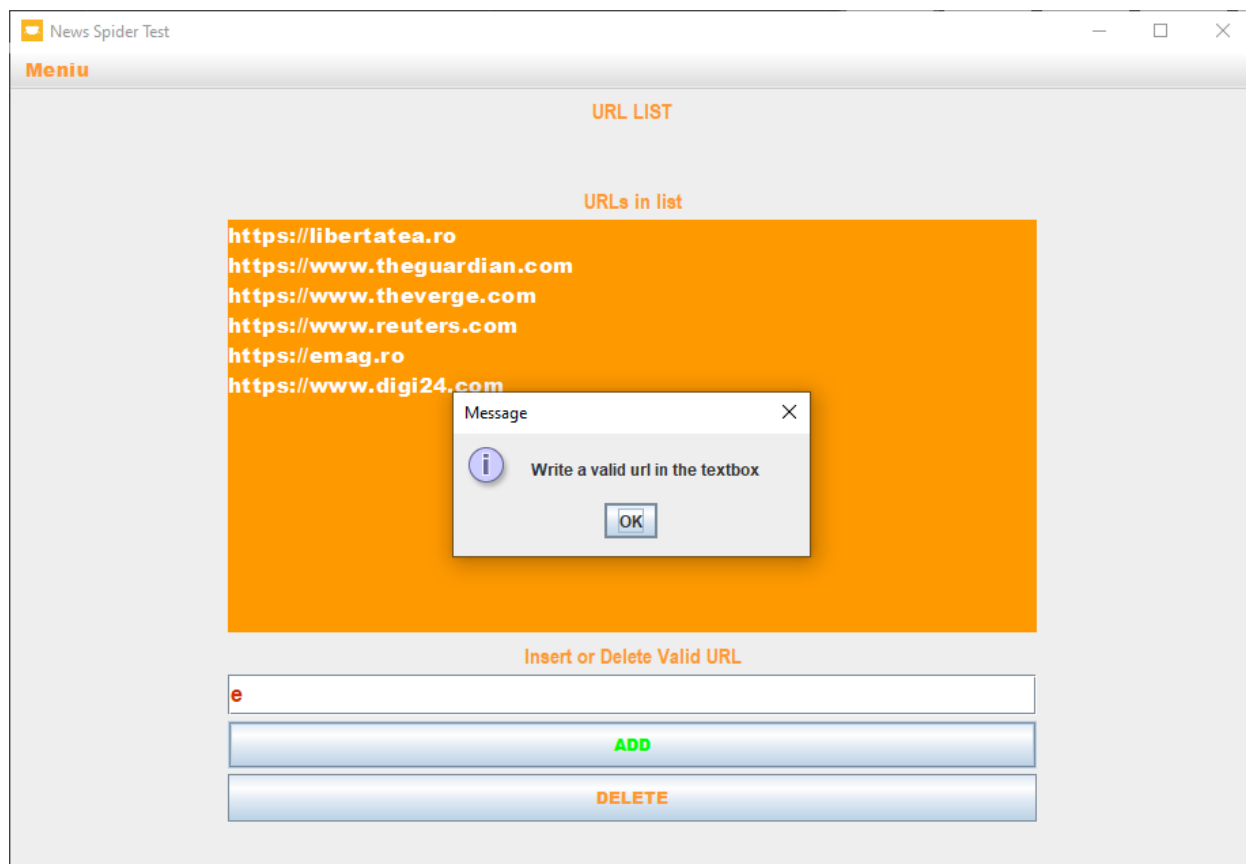 News Spider Test
Meniu
URL LIST
URLs in list
https://libertatea.ro
https://www.theguardian.com
https://www.theverge.com
https://www.reuters.com
https://emag.ro
https://www.digi24.com
Message
Write a valid url in the textbox
OK
Insert or Delete Valid URL
e
ADD
DELETE